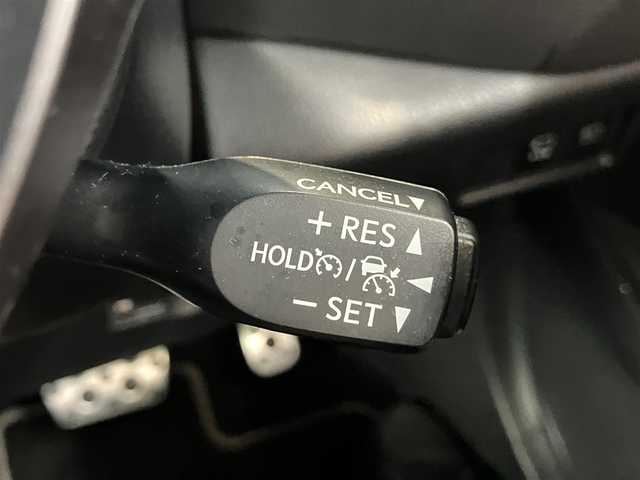 CANCEL▼
+ RES ▲
HOLD / ◀
− SET ▼